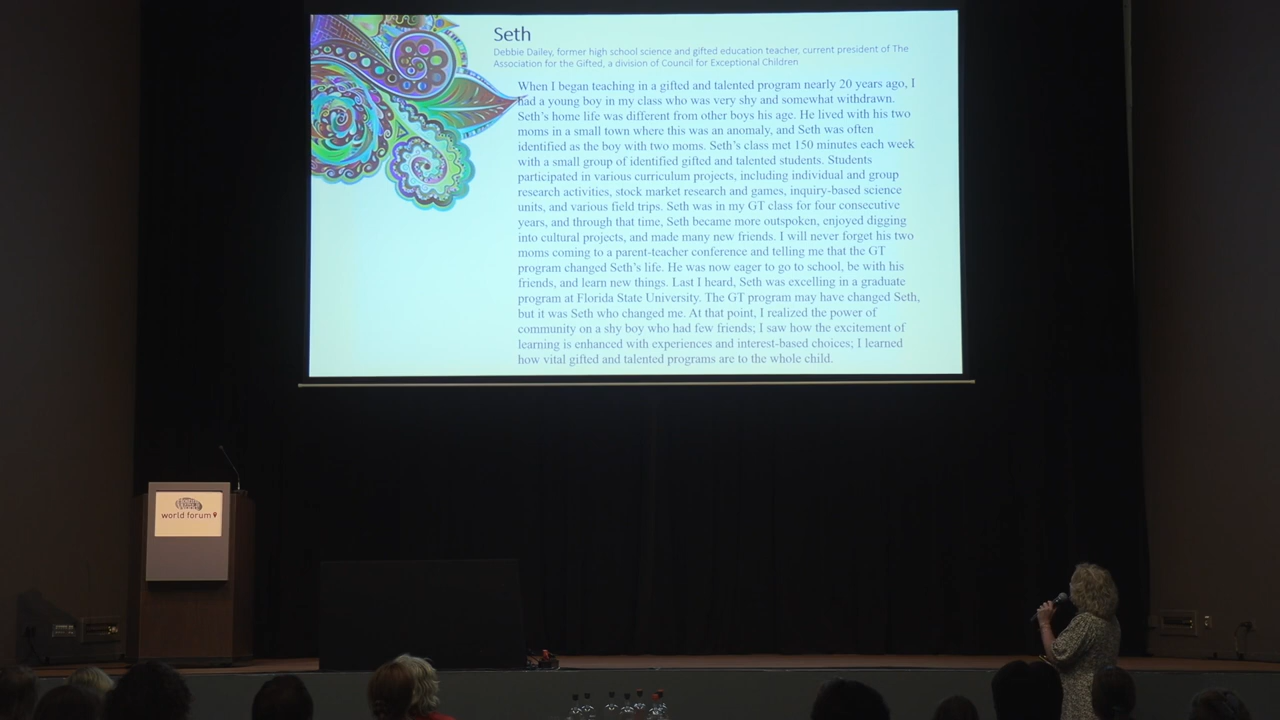 Seth
Debbie Dailey, former high school science and gifted education teacher, current president of The
Association for the Gifted, a division of Council for Exceptional Children
When I began teaching in a gifted and talented program nearly 20 years ago, I
had a young boy in my class who was very shy and somewhat withdrawn.
Seth's home life was different from other boys his age. He lived with his two
moms in a small town where this was an anomaly, and Seth was often
identified as the boy with two moms. Seth's class met 150 minutes each week
with a small group of identified gifted and talented students. Students
participated in various curriculum projects, including individual and group
research activities, stock market research and games, inquiry-based science
units, and various field trips. Seth was in my GT class for four consecutive
years, and through that time, Seth became more outspoken, enjoyed digging
into cultural projects, and made many new friends. I will never forget his two
moms coming to a parent-teacher conference and telling me that the GT
program changed Seth's life. He was now eager to go to school, be with his
friends, and learn new things. Last I heard, Seth was excelling in a graduate
program at Florida State University. The GT program may have changed Seth,
but it was Seth who changed me. At that point, I realized the power of
community on a shy boy who had few friends; I saw how the excitement of
learning is enhanced with experiences and interest-based choices; I learned
how vital gifted and talented programs are to the whole child.
world forum